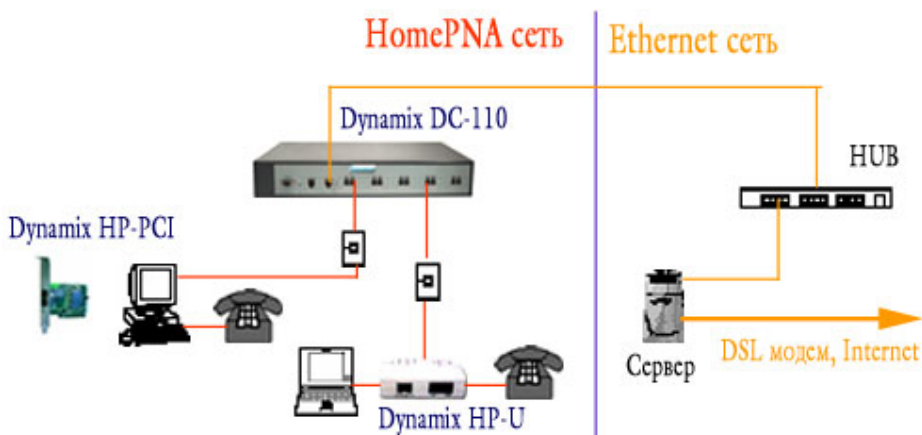 HomePNA сеть
Ethernet сеть
Dynamix DC-110
HUB
Dynamix HP-PCI
Сервер
DSL модем, Internet
Dynamix HP-U